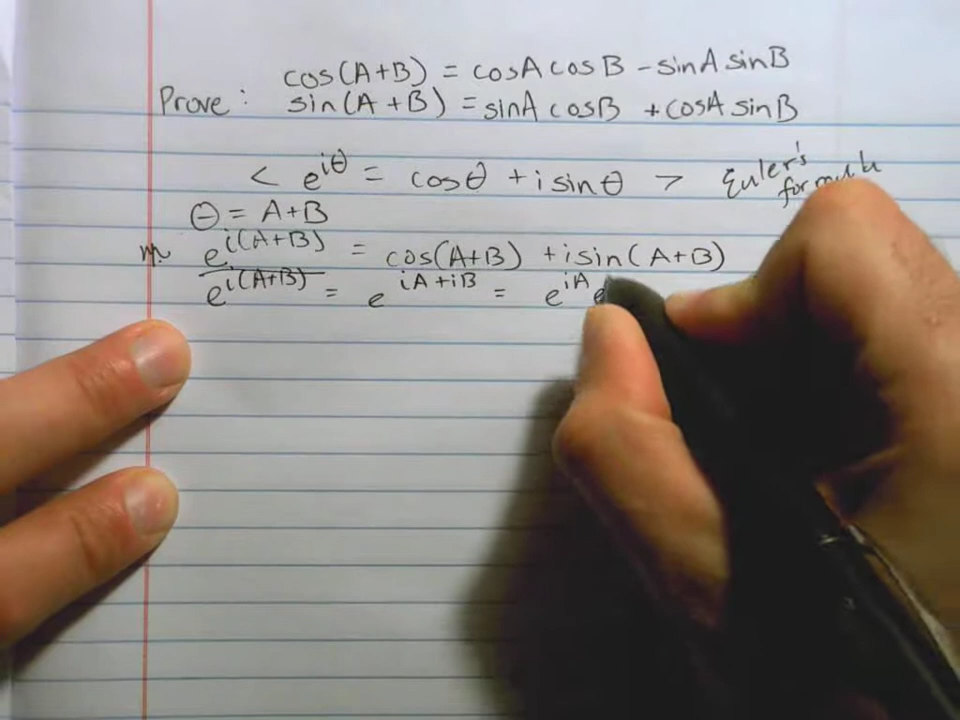 cos(A+B) = cosA cosB - sinA sinB
Prove: sin(A+B) = sinA cosB + cosA sinB
< e^{iθ} = cosθ + i sinθ > Euler's formula
θ = A+B
e^{i(A+B)} = cos(A+B) + i sin(A+B)
e^{i(A+B)} = e^{iA+iB} = e^{iA} e